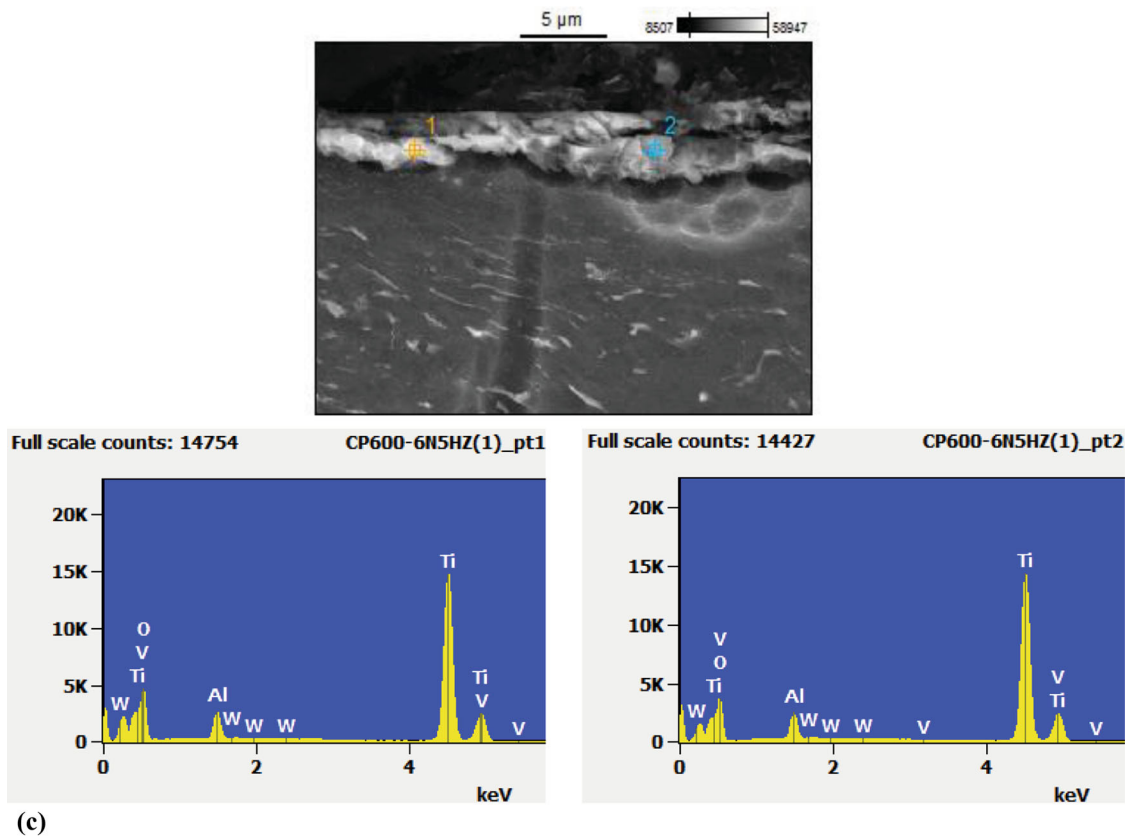 5 µm
8507 58947
1
2
Full scale counts: 14754 CP600-6N5HZ(1)_pt1
20K
15K
10K
5K
0
W
Ti
V
O
Al
W
W
W
Ti
Ti
V
0 2 4
keV
Full scale counts: 14427 CP600-6N5HZ(1)_pt2
20K
15K
10K
5K
0
W
Ti
O
V
Al
W
W
W
V
Ti
V
Ti
V
0 2 4
keV
(c)